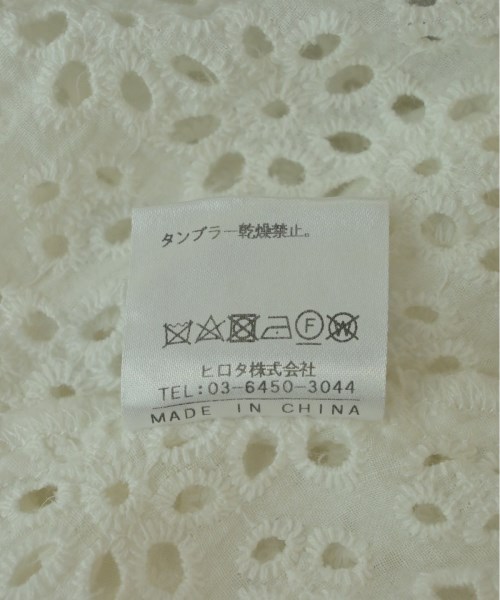 タンブラー乾燥禁止。
F W
ヒロタ株式会社
TEL:03-6450-3044
MADE IN CHINA